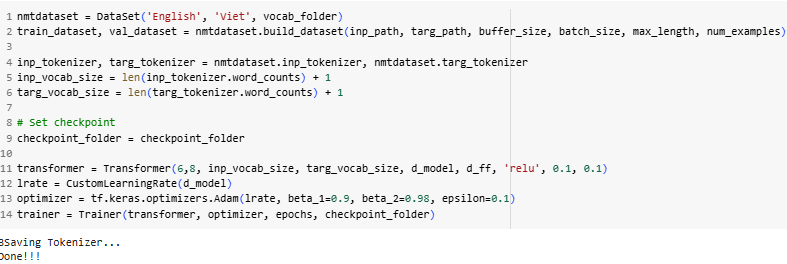 1 nmtdataset = DataSet('English', 'Viet', vocab_folder)
2 train_dataset, val_dataset = nmtdataset.build_dataset(inp_path, targ_path, buffer_size, batch_size, max_length, num_examples)
3
4 inp_tokenizer, targ_tokenizer = nmtdataset.inp_tokenizer, nmtdataset.targ_tokenizer
5 inp_vocab_size = len(inp_tokenizer.word_counts) + 1
6 targ_vocab_size = len(targ_tokenizer.word_counts) + 1
7
8 # Set checkpoint
9 checkpoint_folder = checkpoint_folder
10
11 transformer = Transformer(6,8, inp_vocab_size, targ_vocab_size, d_model, d_ff, 'relu', 0.1, 0.1)
12 lrate = CustomLearningRate(d_model)
13 optimizer = tf.keras.optimizers.Adam(lrate, beta_1=0.9, beta_2=0.98, epsilon=0.1)
14 trainer = Trainer(transformer, optimizer, epochs, checkpoint_folder)
Saving Tokenizer...
Done!!!